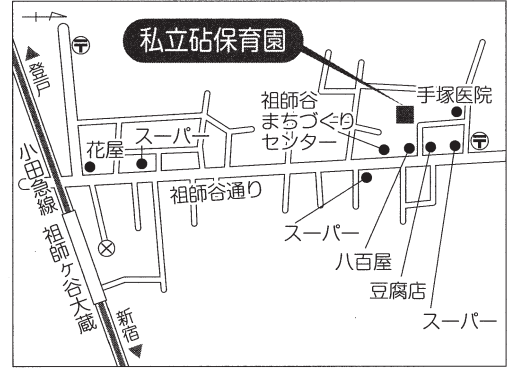 私立砧保育園
登戸
小田急線
祖師ヶ谷大蔵
新宿
花屋
スーパー
祖師谷通り
祖師谷
まちづくり
センター
手塚医院
スーパー
八百屋
豆腐店
スーパー